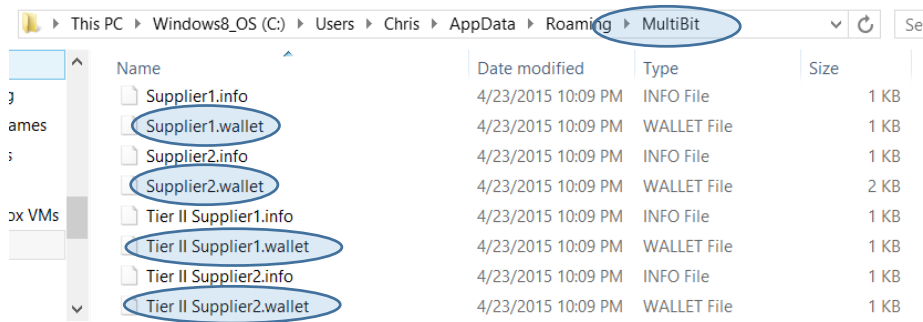 This PC Windows8_OS (C:) Users Chris AppData Roaming MultiBit Se
Name Date modified Type Size
Supplier1.info 4/23/2015 10:09 PM INFO File 1 KB
ames Supplier1.wallet 4/23/2015 10:09 PM WALLET File 1 KB
Supplier2.info 4/23/2015 10:09 PM INFO File 1 KB
Supplier2.wallet 4/23/2015 10:09 PM WALLET File 2 KB
ox VMs Tier II Supplier1.info 4/23/2015 10:09 PM INFO File 1 KB
Tier II Supplier1.wallet 4/23/2015 10:09 PM WALLET File 1 KB
Tier II Supplier2.info 4/23/2015 10:09 PM INFO File 1 KB
Tier II Supplier2.wallet 4/23/2015 10:09 PM WALLET File 1 KB